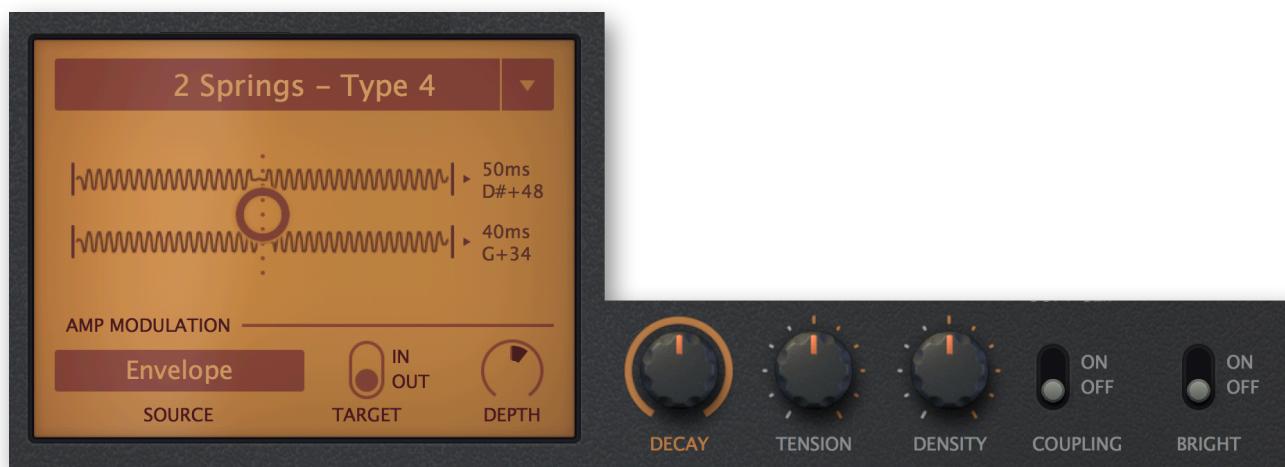 2 Springs – Type 4
50ms
D#+48
40ms
G+34
AMP MODULATION
Envelope
IN
OUT
SOURCE
TARGET
DEPTH
ON
OFF
ON
OFF
DECAY
TENSION
DENSITY
COUPLING
BRIGHT